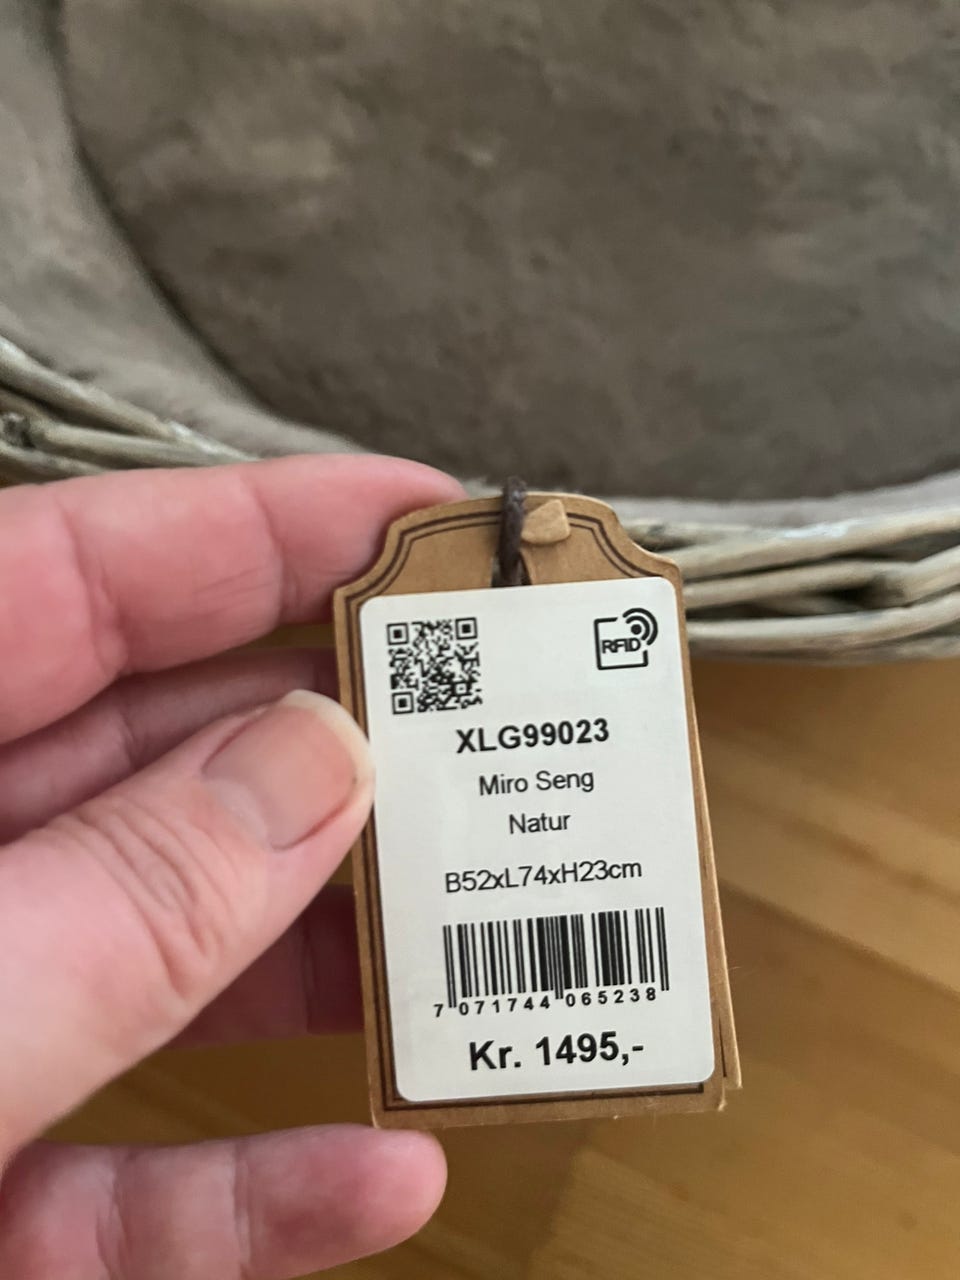 RFID
XLG99023
Miro Seng
Natur
B52xL74xH23cm
7 071744 065238
Kr. 1495,-